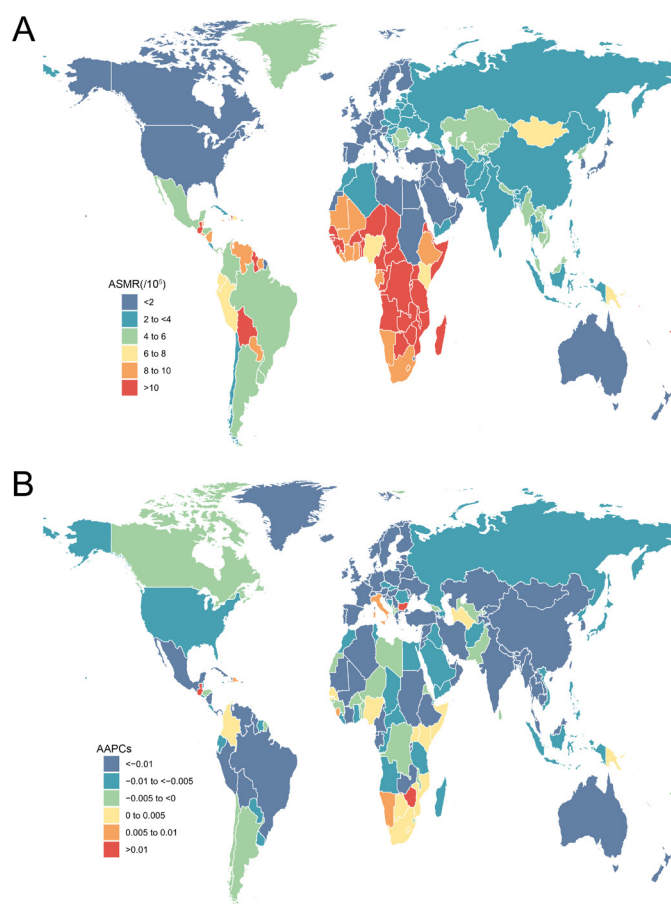 A
ASMR(/10⁵)
<2
2 to <4
4 to 6
6 to 8
8 to 10
>10
B
AAPCs
<−0.01
−0.01 to <−0.005
−0.005 to <0
0 to 0.005
0.005 to 0.01
>0.01